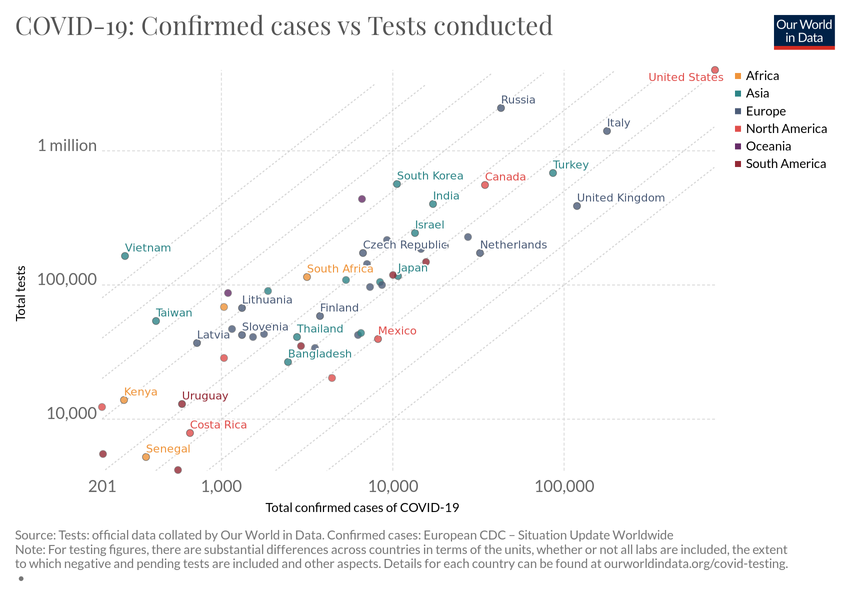 COVID-19: Confirmed cases vs Tests conducted
Our World
in Data
United States
Africa
Asia
Europe
North America
Oceania
South America
Russia
Italy
1 million
Turkey
South Korea
Canada
India
United Kingdom
Israel
Vietnam
Czech Republic
Netherlands
South Africa
Japan
100,000
Lithuania
Taiwan
Finland
Latvia
Slovenia
Thailand
Mexico
Bangladesh
Kenya
Uruguay
10,000
Costa Rica
Senegal
Total tests
201
1,000
10,000
100,000
Total confirmed cases of COVID-19
Source: Tests: official data collated by Our World in Data. Confirmed cases: European CDC – Situation Update Worldwide
Note: For testing figures, there are substantial differences across countries in terms of the units, whether or not all labs are included, the extent
to which negative and pending tests are included and other aspects. Details for each country can be found at ourworldindata.org/covid-testing.
•